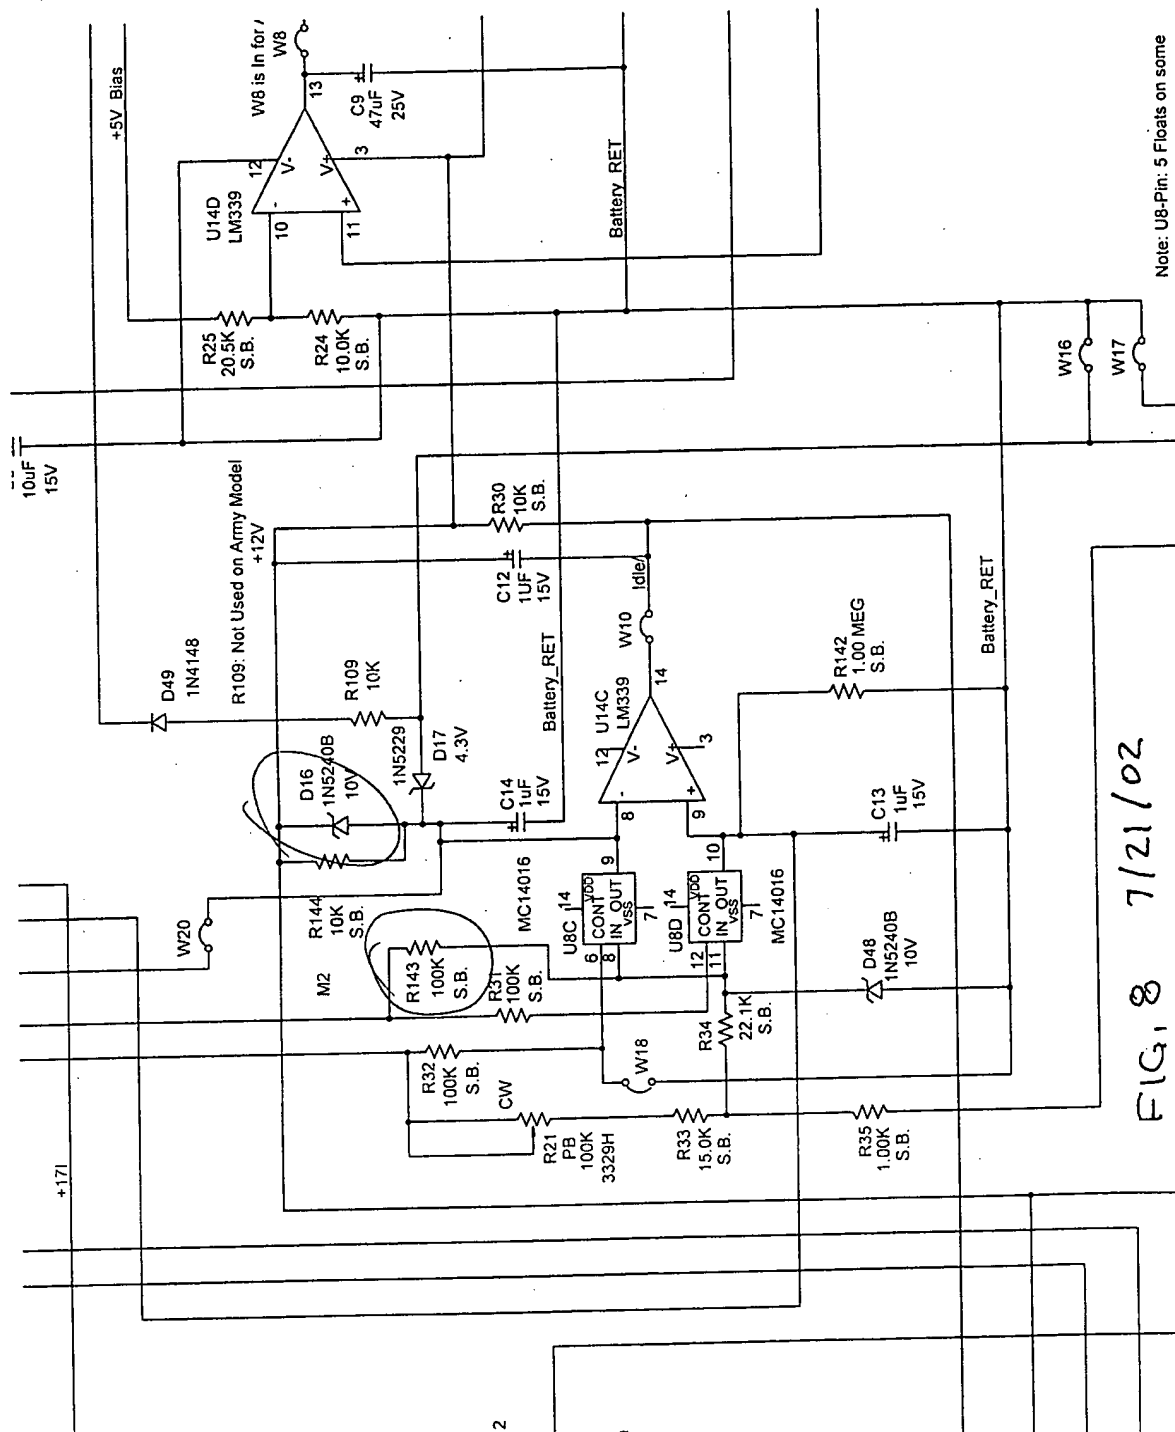 +5V_Bias
W8 is In for
W8
13
C9
47uF
25V
12
V-
V+
3
U14D
LM339
10
11
-
+
Battery_RET
R25
20.5K
S.B.
R24
10.0K
S.B.
10uF
15V
W16
W17
Note: U8-Pin: 5 Floats on some
R109: Not Used on Army Model
+12V
R30
10K
S.B.
C12
1UF
15V
Idle/
W10
D49
1N4148
R109
10K
Battery_RET
D16
1N5240B
10V
1N5229
D17
4.3V
C14
1uF
15V
U14C
LM339
14
12
V-
V+
3
8
9
-
+
R142
1.00 MEG
S.B.
Battery_RET
C13
1uF
15V
W20
R144
10K
S.B.
M2
R143
100K
S.B.
R31
100K
S.B.
MC14016
U8C
14
VDD
CONT
IN OUT
VSS
6
8
9
7
U8D
14
VDD
CONT
IN OUT
VSS
12
11
10
7
MC14016
D48
1N5240B
10V
R34
22.1K
S.B.
W18
R32
100K
S.B.
CW
R21
PB
100K
3329H
R33
15.0K
S.B.
R35
1.00K
S.B.
+17I
2
FIG. 8 7/21/02